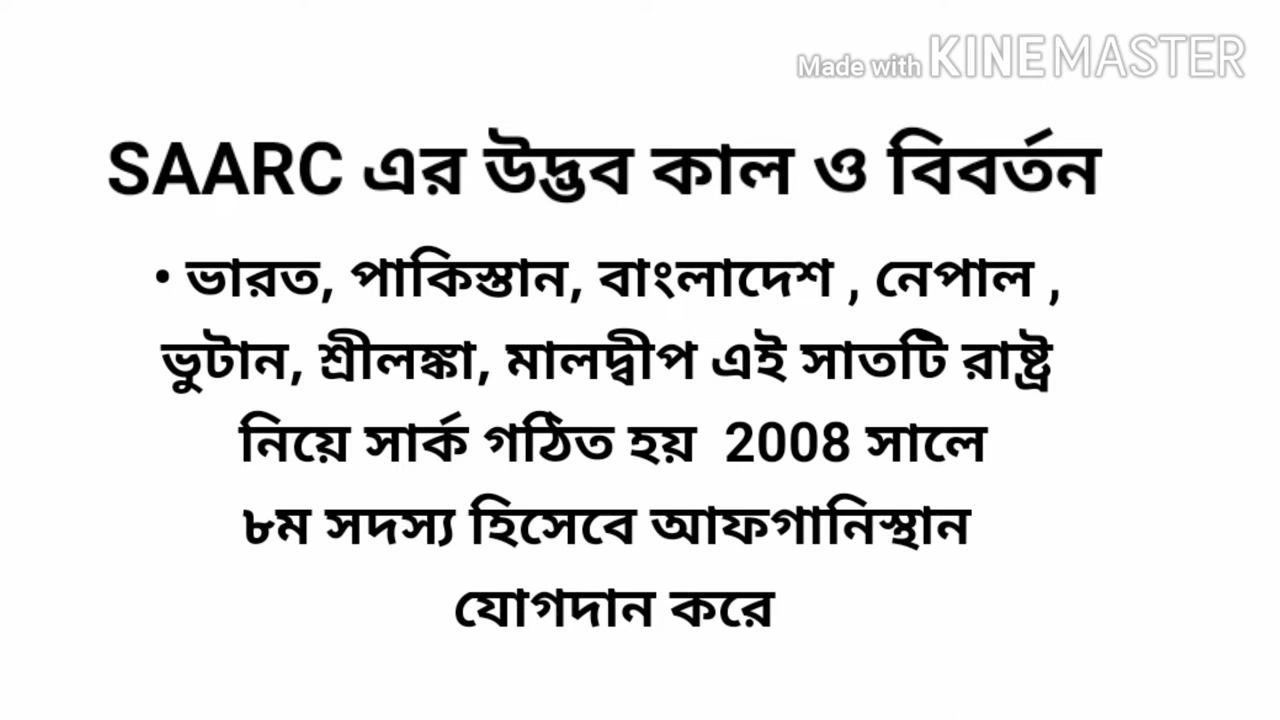 Made with KINEMASTER
SAARC এর উদ্ভব কাল ও বিবর্তন
• ভারত, পাকিস্তান, বাংলাদেশ , নেপাল ,
ভুটান, শ্রীলঙ্কা, মালদ্বীপ এই সাতটি রাষ্ট্র
নিয়ে সার্ক গঠিত হয় 2008 সালে
৮ম সদস্য হিসেবে আফগানিস্থান
যোগদান করে